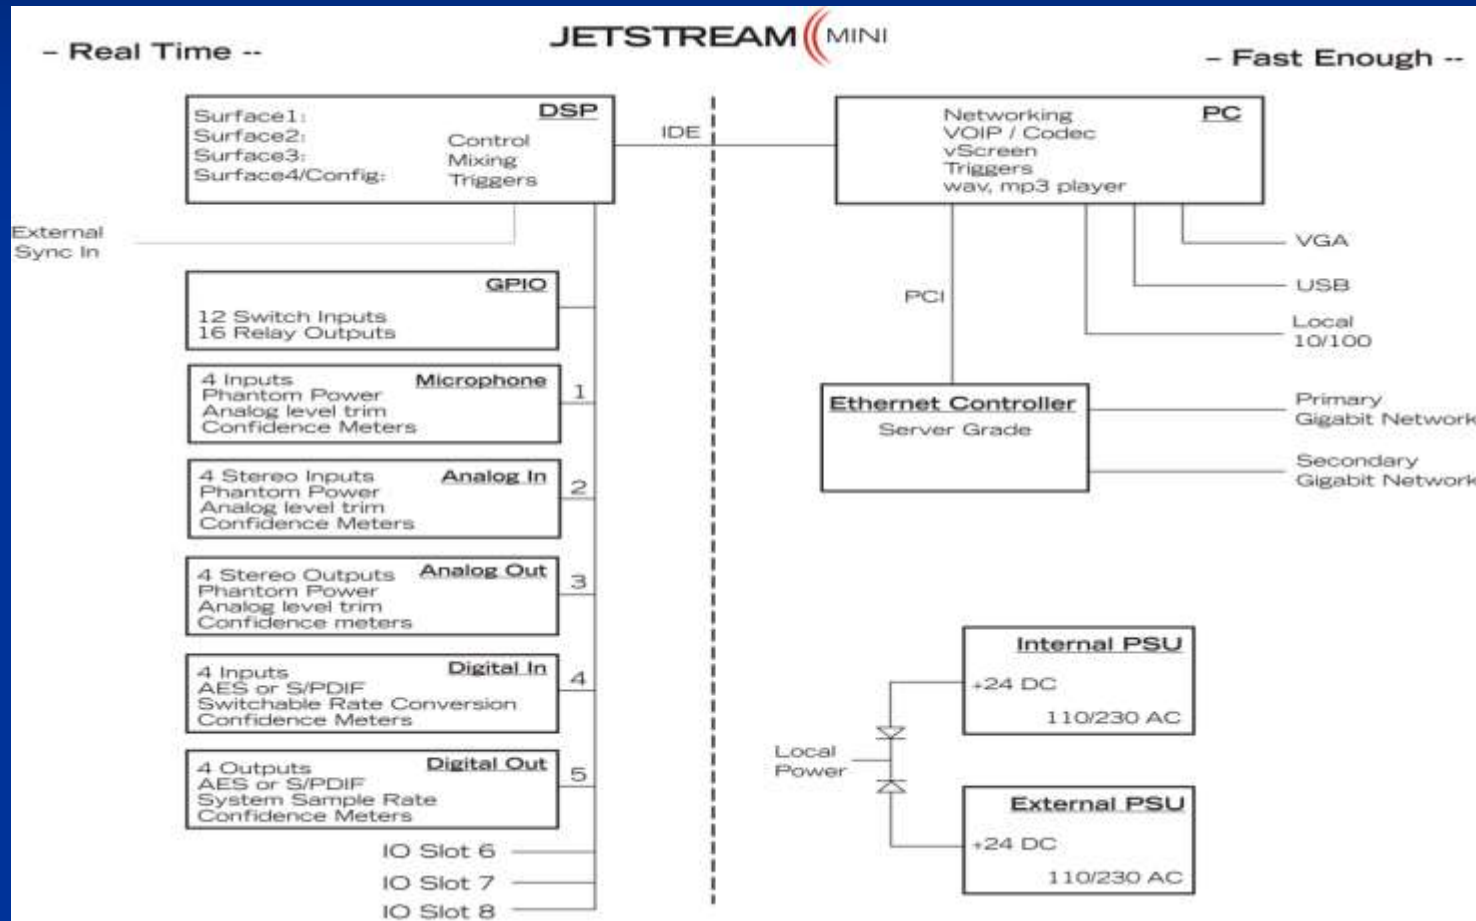 JETSTREAM MINI
– Real Time --
– Fast Enough --
DSP
Surface1:
Surface2:
Surface3:
Surface4/Config:
Control
Mixing
Triggers
IDE
PC
Networking
VOIP / Codec
vScreen
Triggers
wav, mp3 player
External
Sync In
GPIO
12 Switch Inputs
16 Relay Outputs
Microphone
4 Inputs
Phantom Power
Analog level trim
Confidence Meters
1
Analog In
4 Stereo Inputs
Phantom Power
Analog level trim
Confidence Meters
2
Analog Out
4 Stereo Outputs
Phantom Power
Analog level trim
Confidence meters
3
Digital In
4 Inputs
AES or S/PDIF
Switchable Rate Conversion
Confidence Meters
4
Digital Out
4 Outputs
AES or S/PDIF
System Sample Rate
Confidence Meters
5
IO Slot 6
IO Slot 7
IO Slot 8
VGA
USB
Local
10/100
PCI
Ethernet Controller
Server Grade
Primary
Gigabit Network
Secondary
Gigabit Network
Internal PSU
+24 DC
110/230 AC
Local
Power
External PSU
+24 DC
110/230 AC